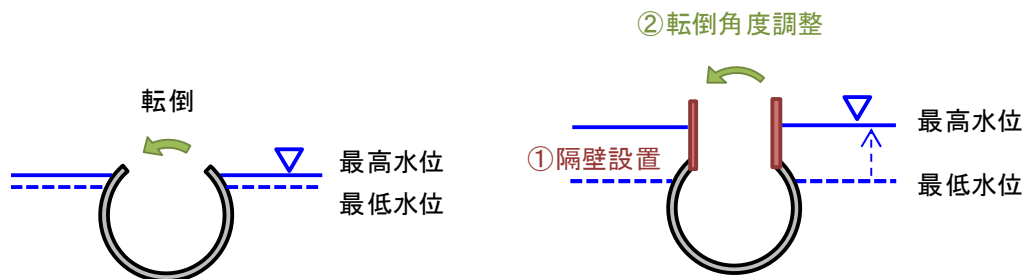 転倒
最高水位
最低水位
②転倒角度調整
①隔壁設置
最高水位
最低水位